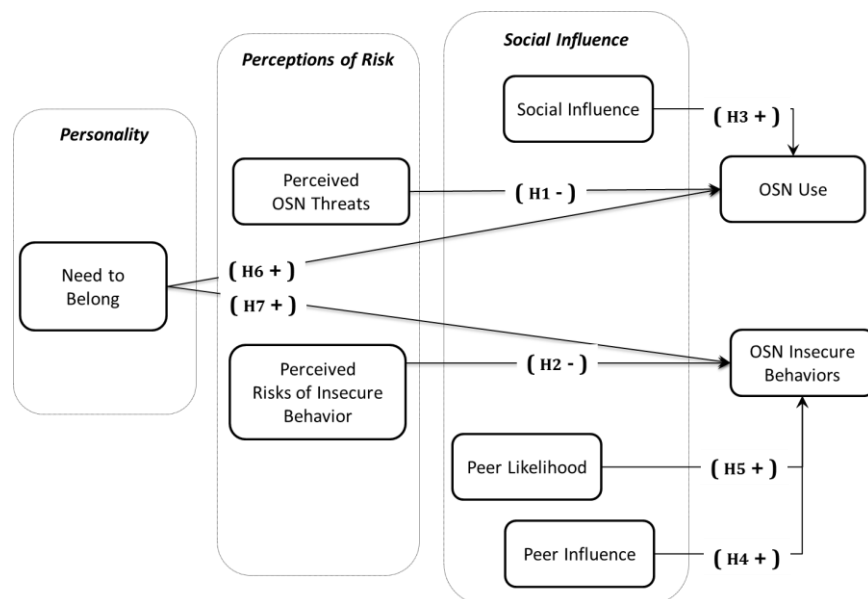 Social Influence
Perceptions of Risk
Social Influence
( H3 + )
Personality
Perceived
OSN Threats
( H1 - )
OSN Use
Need to
Belong
( H6 + )
( H7 + )
Perceived
Risks of Insecure
Behavior
( H2 - )
OSN Insecure
Behaviors
Peer Likelihood
( H5 + )
Peer Influence
( H4 + )